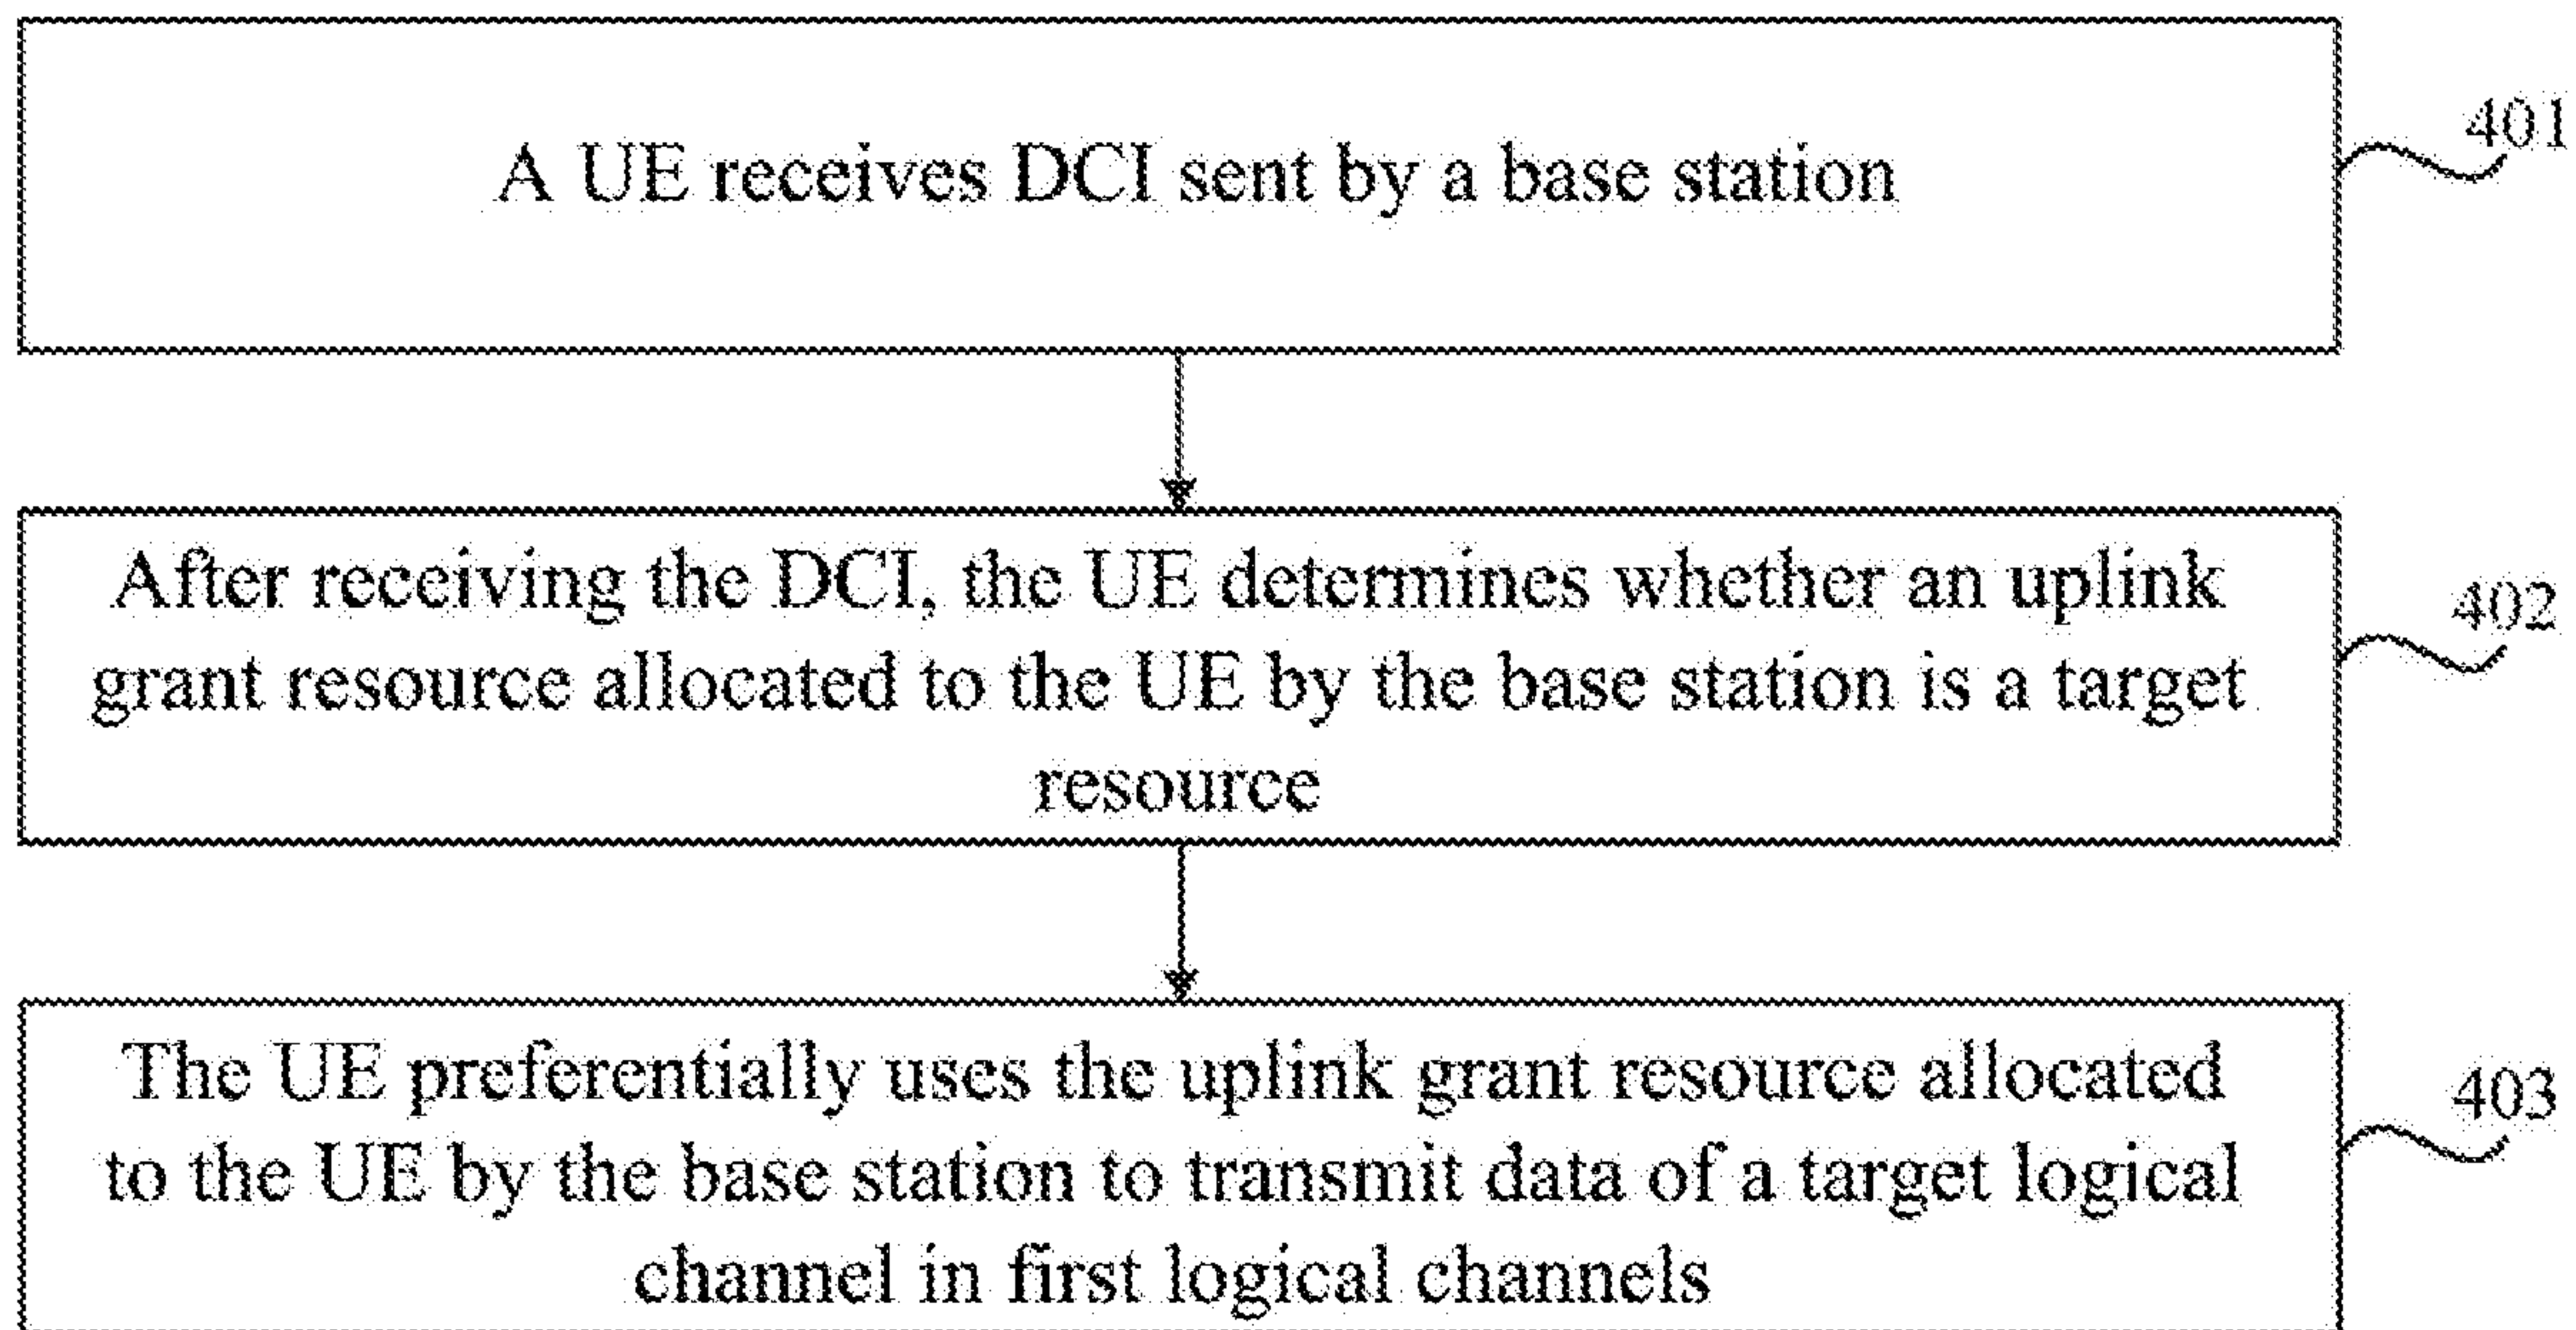 A UE receives DCI sent by a base station
401
After receiving the DCI, the UE determines whether an uplink
grant resource allocated to the UE by the base station is a target
resource
402
The UE preferentially uses the uplink grant resource allocated
to the UE by the base station to transmit data of a target logical
channel in first logical channels
403